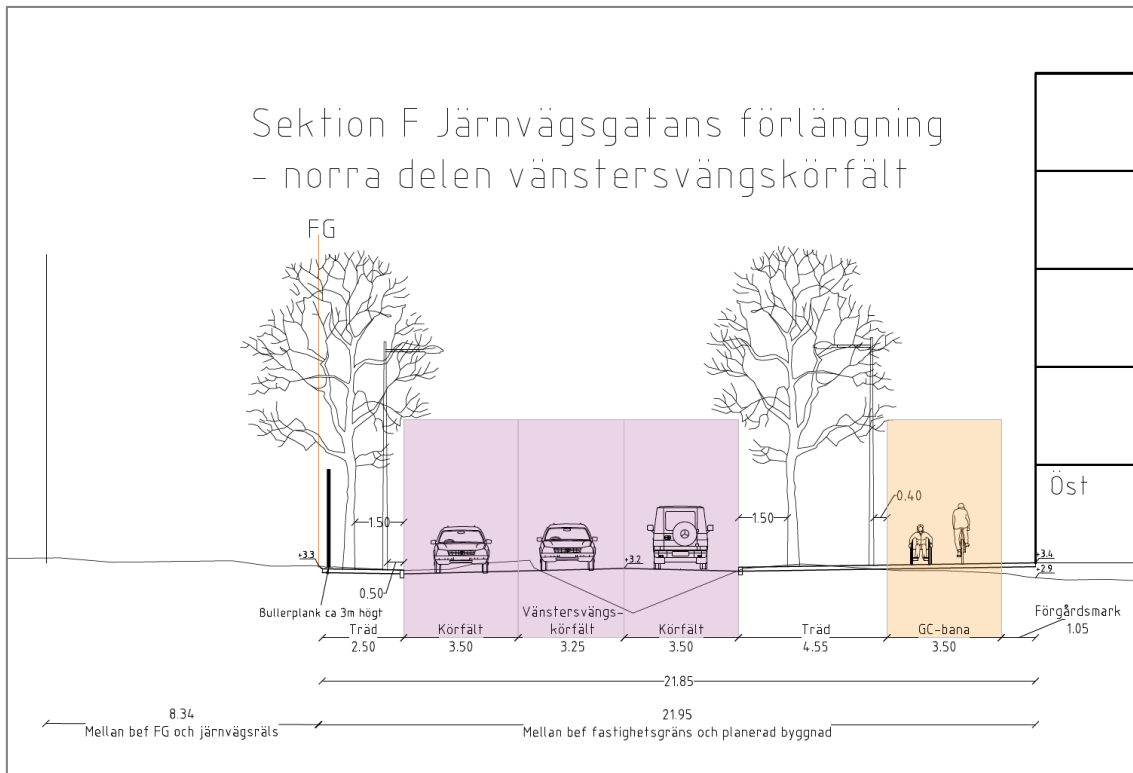 Sektion F Järnvägsgatans förlängning
- norra delen vänstersvängskörfält
FG
Öst
0.40
1.50
1.50
+3.3
+3.2
+3.4
+2.9
0.50
Bullerplank ca 3m högt
Träd
2.50
Körfält
3.50
Vänstersvängs-
körfält
3.25
Körfält
3.50
Träd
4.55
GC-bana
3.50
Förgårdsmark
1.05
21.85
8.34
Mellan bef FG och järnvägsräls
21.95
Mellan bef fastighetsgräns och planerad byggnad